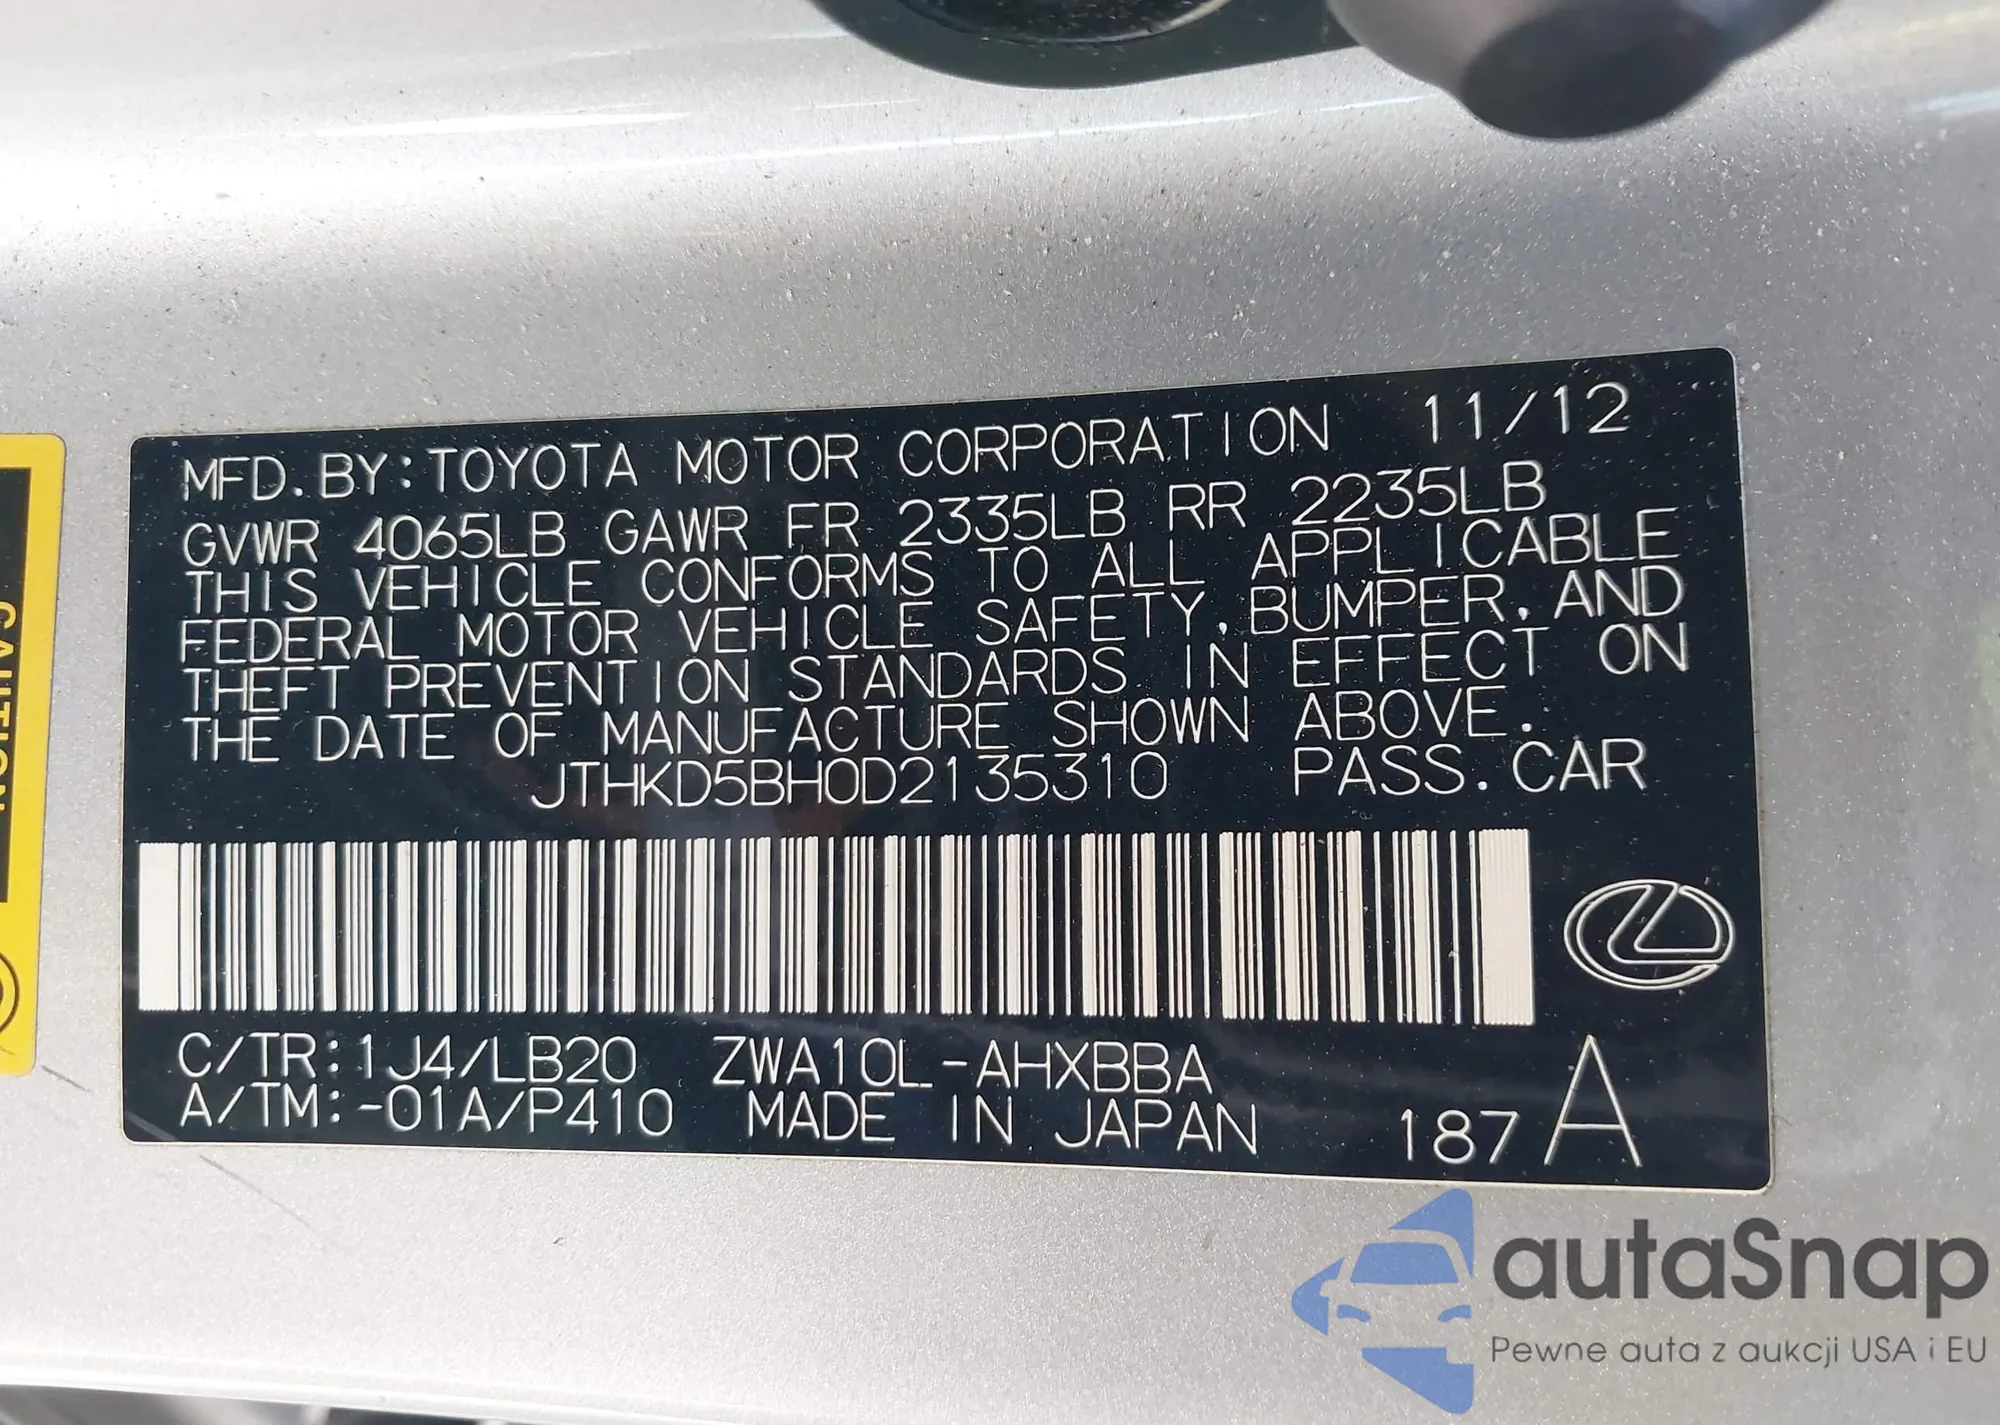 MFD.BY:TOYOTA MOTOR CORPORATION 11/12
GVWR 4065LB GAWR FR 2335LB RR 2235LB
THIS VEHICLE CONFORMS TO ALL APPLICABLE
FEDERAL MOTOR VEHICLE SAFETY,BUMPER,AND
THEFT PREVENTION STANDARDS IN EFFECT ON
THE DATE OF MANUFACTURE SHOWN ABOVE.
JTHKD5BH0D2135310 PASS.CAR
C/TR:1J4/LB20 ZWA10L-AHXBBA
A/TM:-01A/P410 MADE IN JAPAN 187 A
CAUTION
autaSnap
Pewne auta z aukcji USA i EU